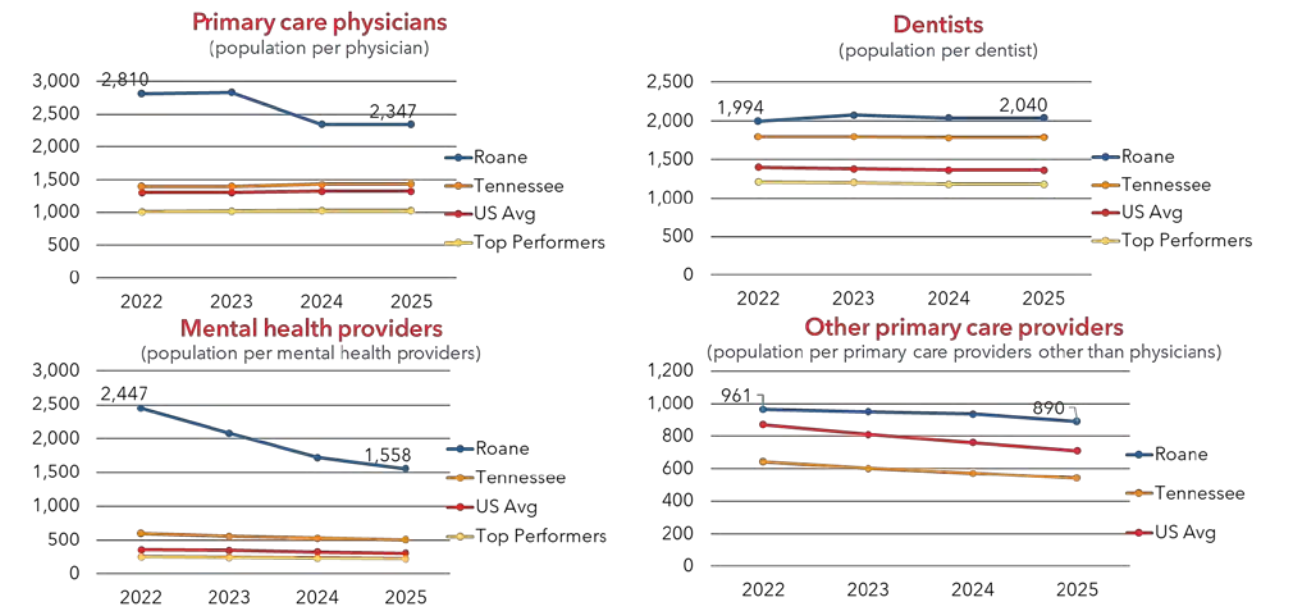 Primary care physicians
(population per physician)
3,000
2,500
2,000
1,500
1,000
500
0
2,810
2,347
2022 2023 2024 2025
Roane
Tennessee
US Avg
Top Performers
Dentists
(population per dentist)
2,500
2,000
1,500
1,000
500
0
1,994
2,040
2022 2023 2024 2025
Roane
Tennessee
US Avg
Top Performers
Mental health providers
(population per mental health providers)
3,000
2,500
2,000
1,500
1,000
500
0
2,447
1,558
2022 2023 2024 2025
Roane
Tennessee
US Avg
Top Performers
Other primary care providers
(population per primary care providers other than physicians)
1,200
1,000
800
600
400
200
0
961
890
2022 2023 2024 2025
Roane
Tennessee
US Avg